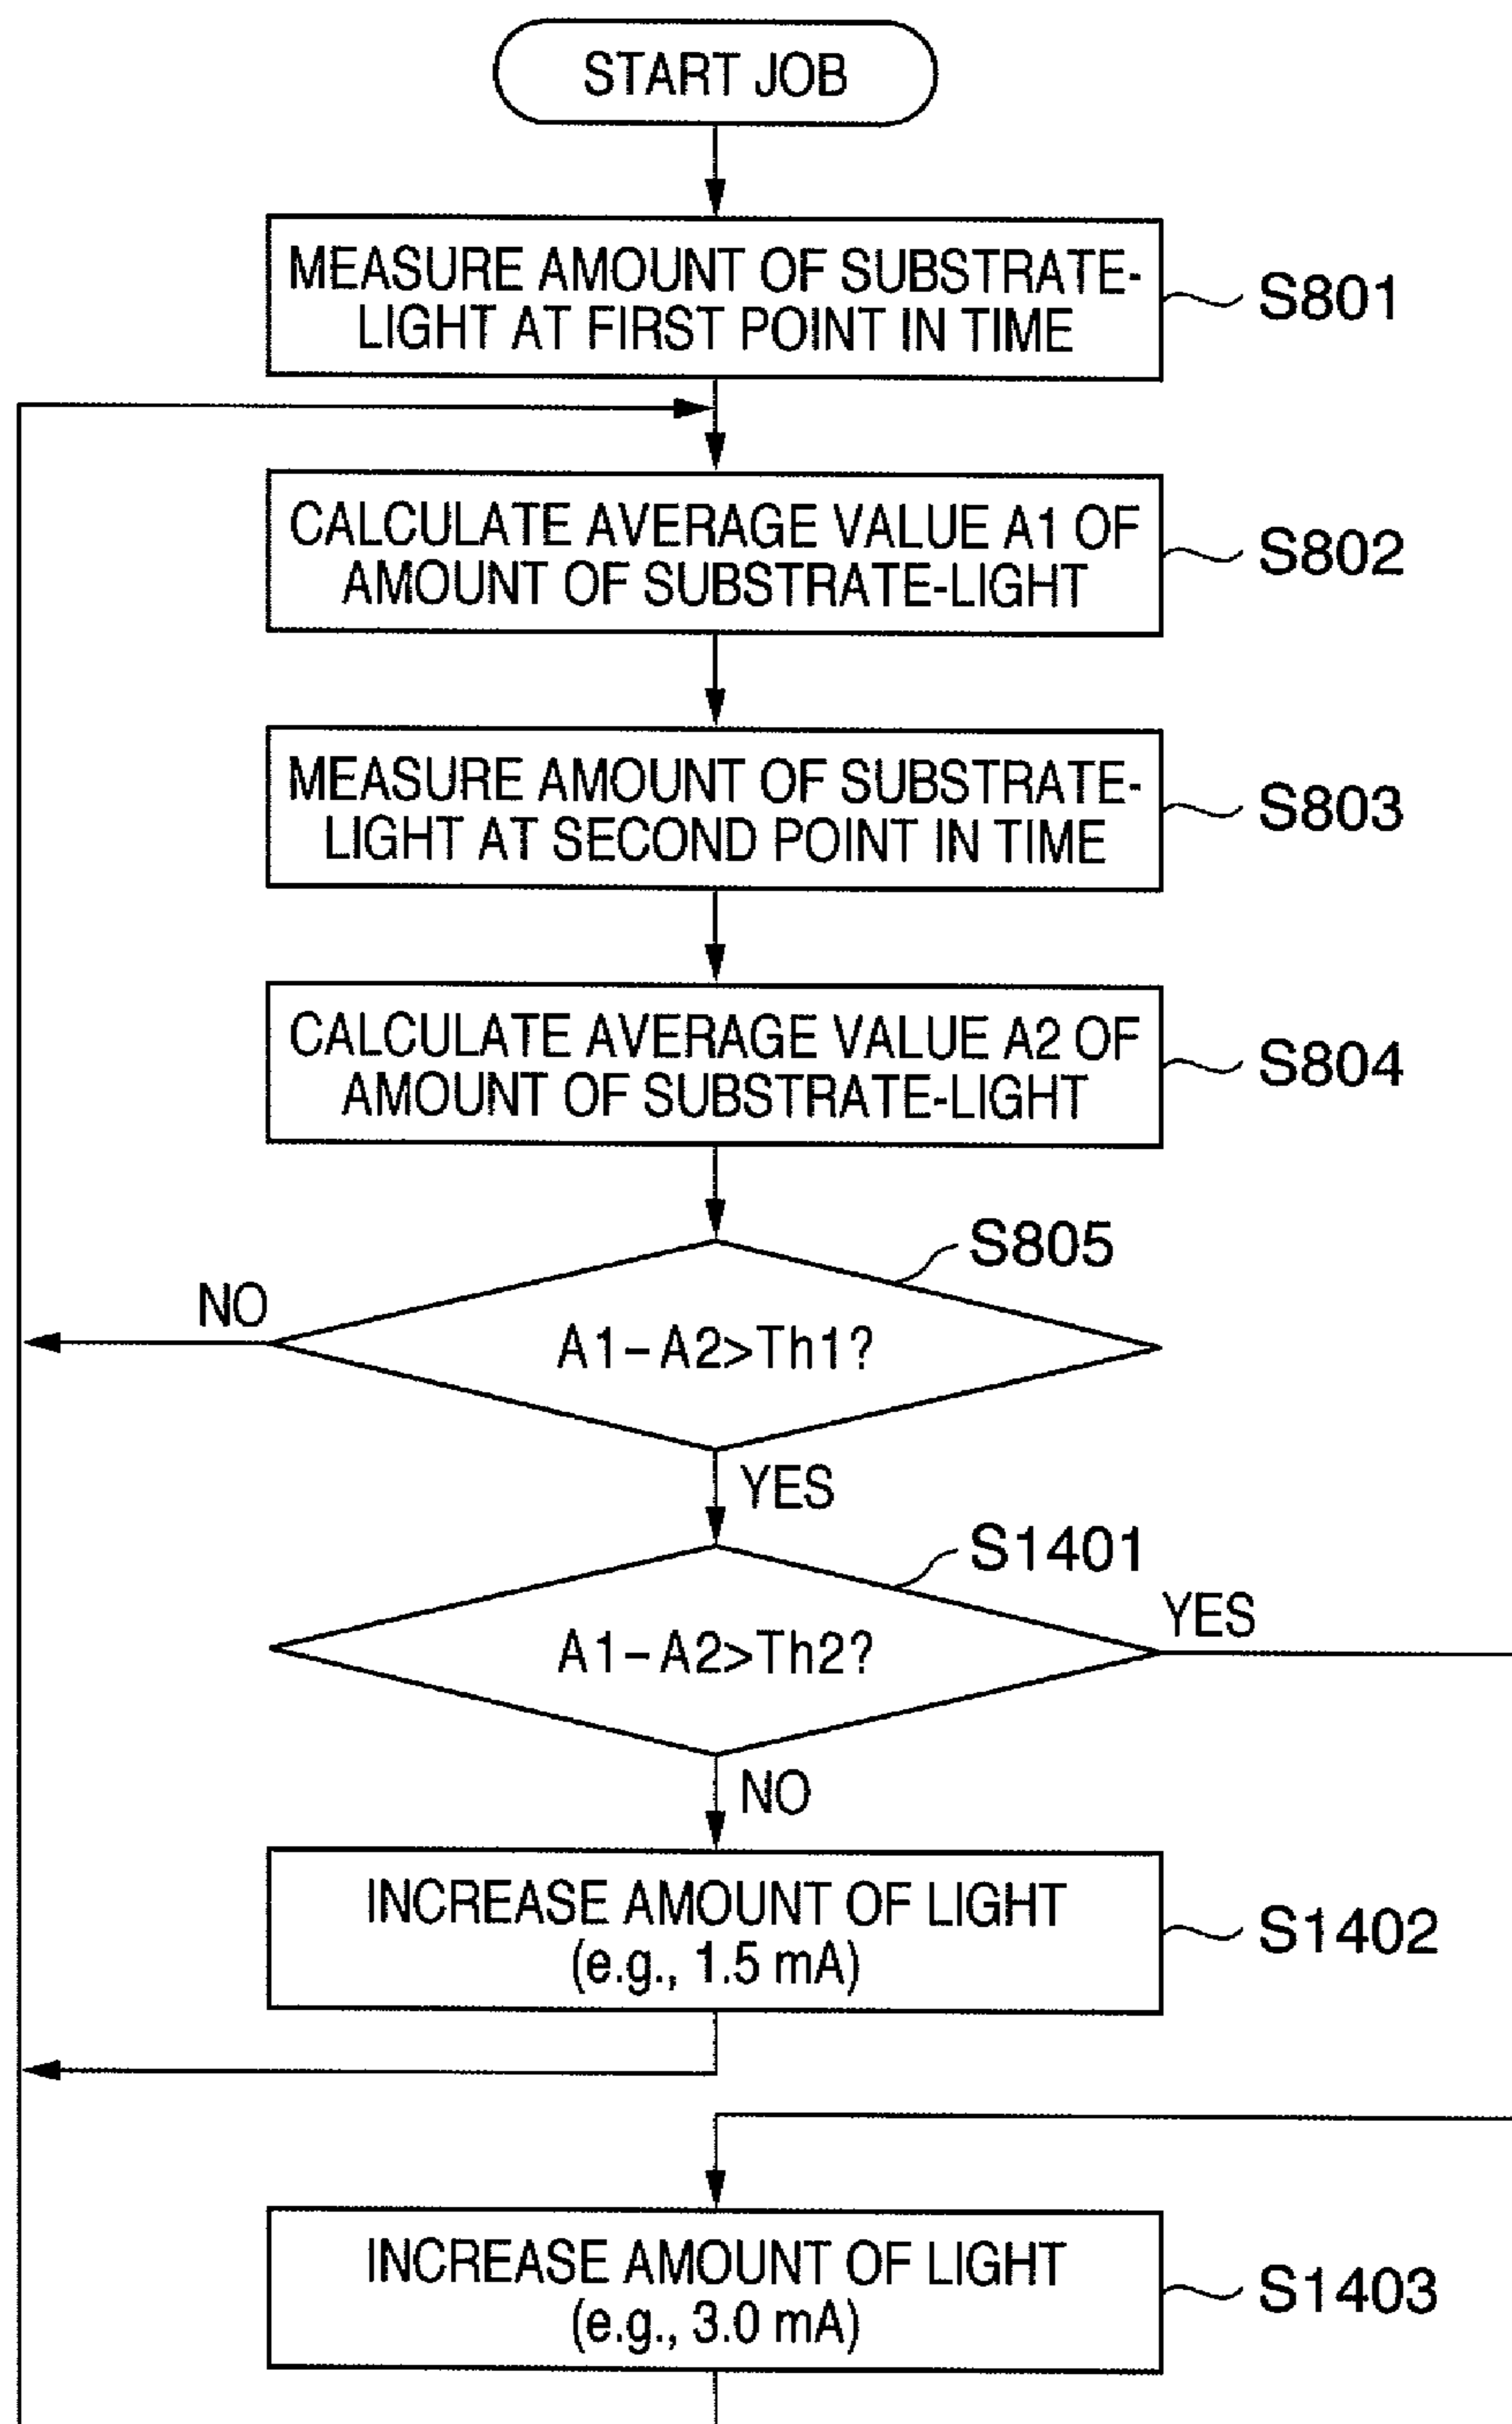 START JOB
MEASURE AMOUNT OF SUBSTRATE-
LIGHT AT FIRST POINT IN TIME
S801
CALCULATE AVERAGE VALUE A1 OF
AMOUNT OF SUBSTRATE-LIGHT
S802
MEASURE AMOUNT OF SUBSTRATE-
LIGHT AT SECOND POINT IN TIME
S803
CALCULATE AVERAGE VALUE A2 OF
AMOUNT OF SUBSTRATE-LIGHT
S804
S805
NO
A1–A2>Th1?
YES
S1401
YES
A1–A2>Th2?
NO
INCREASE AMOUNT OF LIGHT
(e.g., 1.5 mA)
S1402
INCREASE AMOUNT OF LIGHT
(e.g., 3.0 mA)
S1403